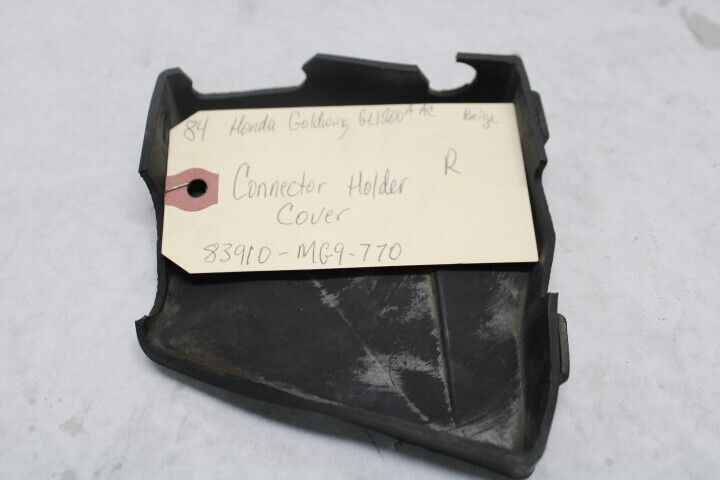 84 Honda Goldwing GL1200A AC Beige
R
Connector Holder
Cover
83910-MG9-770